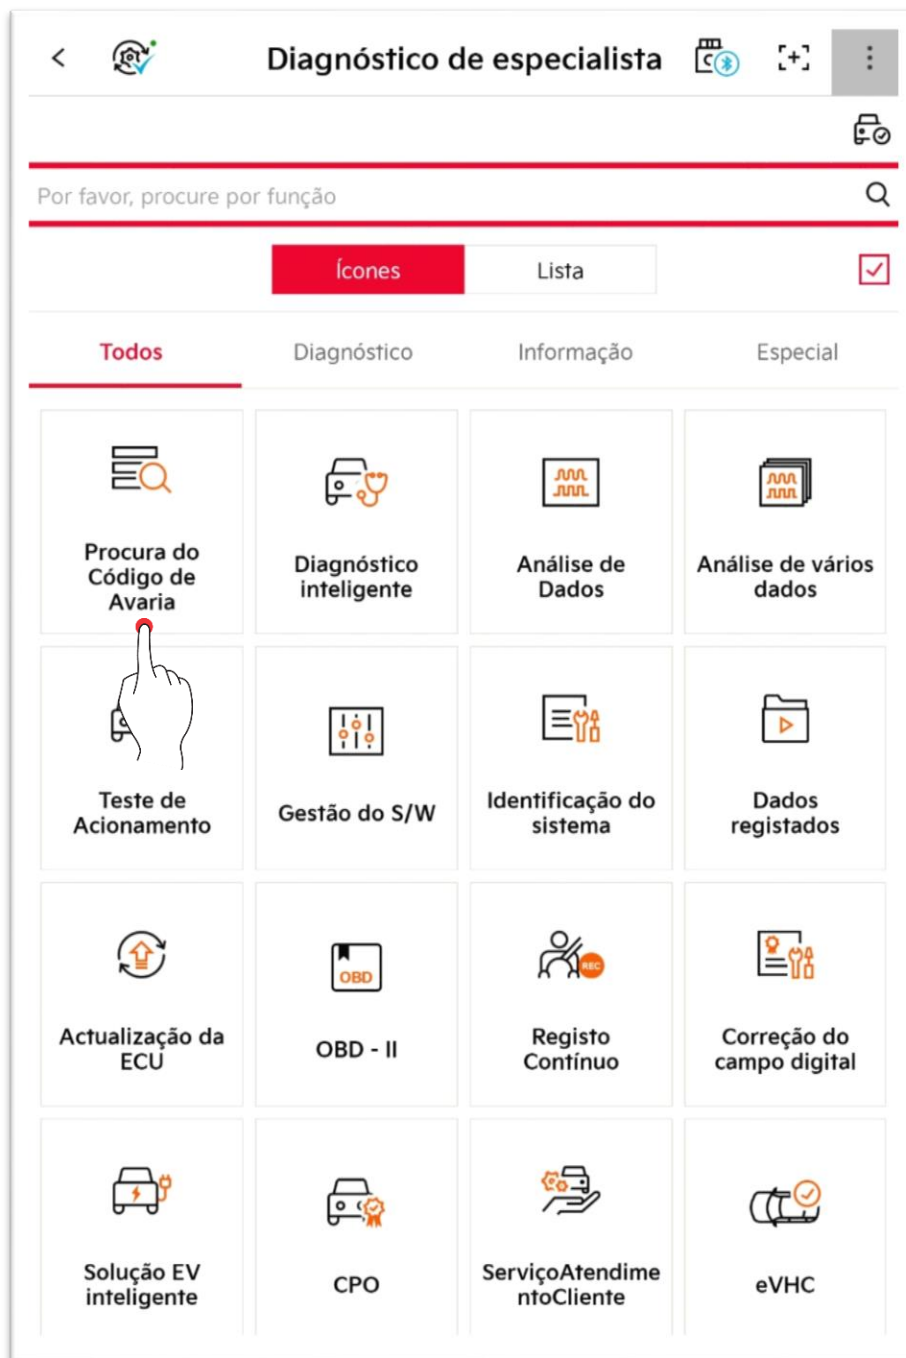 Diagnóstico de especialista
Por favor, procure por função
Ícones
Lista
Todos
Diagnóstico
Informação
Especial
Procura do
Código de
Avaria
Diagnóstico
inteligente
Análise de
Dados
Análise de vários
dados
Teste de
Acionamento
Gestão do S/W
Identificação do
sistema
Dados
registados
Actualização da
ECU
OBD
OBD - II
REC
Registo
Contínuo
Correção do
campo digital
Solução EV
inteligente
CPO
ServiçoAtendime
ntoCliente
eVHC